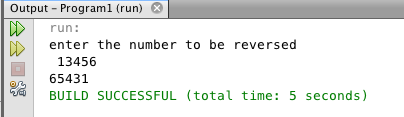 Output - Program1 (run)
run:
enter the number to be reversed
 13456
65431
BUILD SUCCESSFUL (total time: 5 seconds)